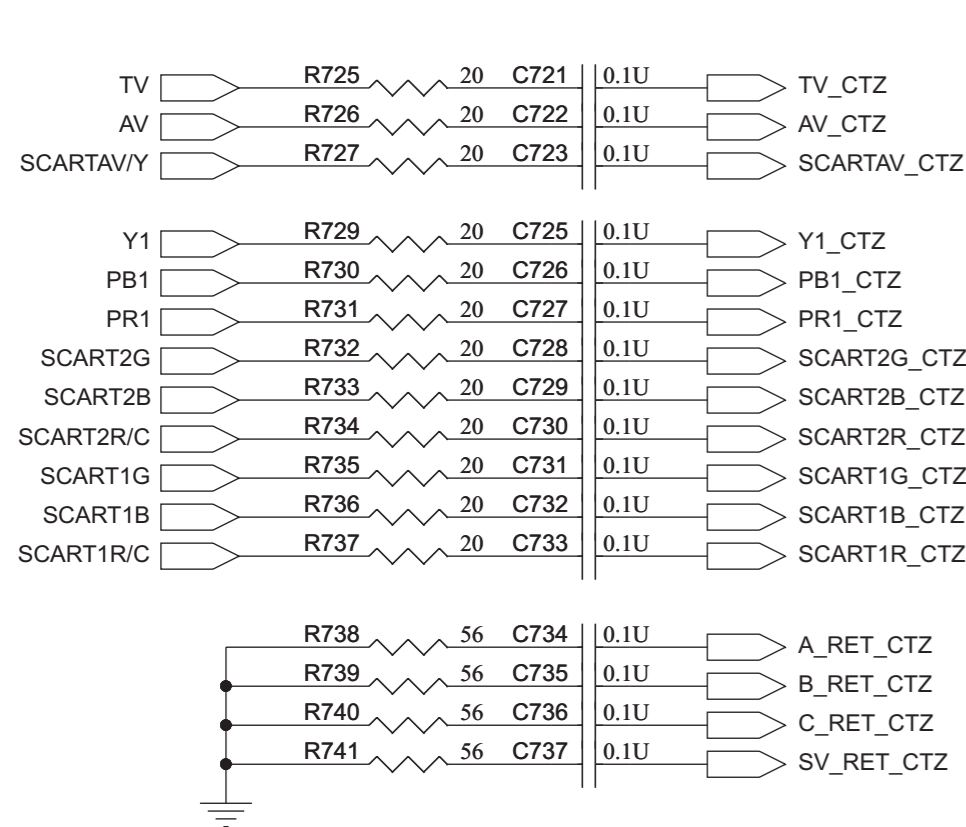 TV R725 20 C721 0.1U TV_CTZ
AV R726 20 C722 0.1U AV_CTZ
SCARTAV/Y R727 20 C723 0.1U SCARTAV_CTZ
Y1 R729 20 C725 0.1U Y1_CTZ
PB1 R730 20 C726 0.1U PB1_CTZ
PR1 R731 20 C727 0.1U PR1_CTZ
SCART2G R732 20 C728 0.1U SCART2G_CTZ
SCART2B R733 20 C729 0.1U SCART2B_CTZ
SCART2R/C R734 20 C730 0.1U SCART2R_CTZ
SCART1G R735 20 C731 0.1U SCART1G_CTZ
SCART1B R736 20 C732 0.1U SCART1B_CTZ
SCART1R/C R737 20 C733 0.1U SCART1R_CTZ
R738 56 C734 0.1U A_RET_CTZ
R739 56 C735 0.1U B_RET_CTZ
R740 56 C736 0.1U C_RET_CTZ
R741 56 C737 0.1U SV_RET_CTZ